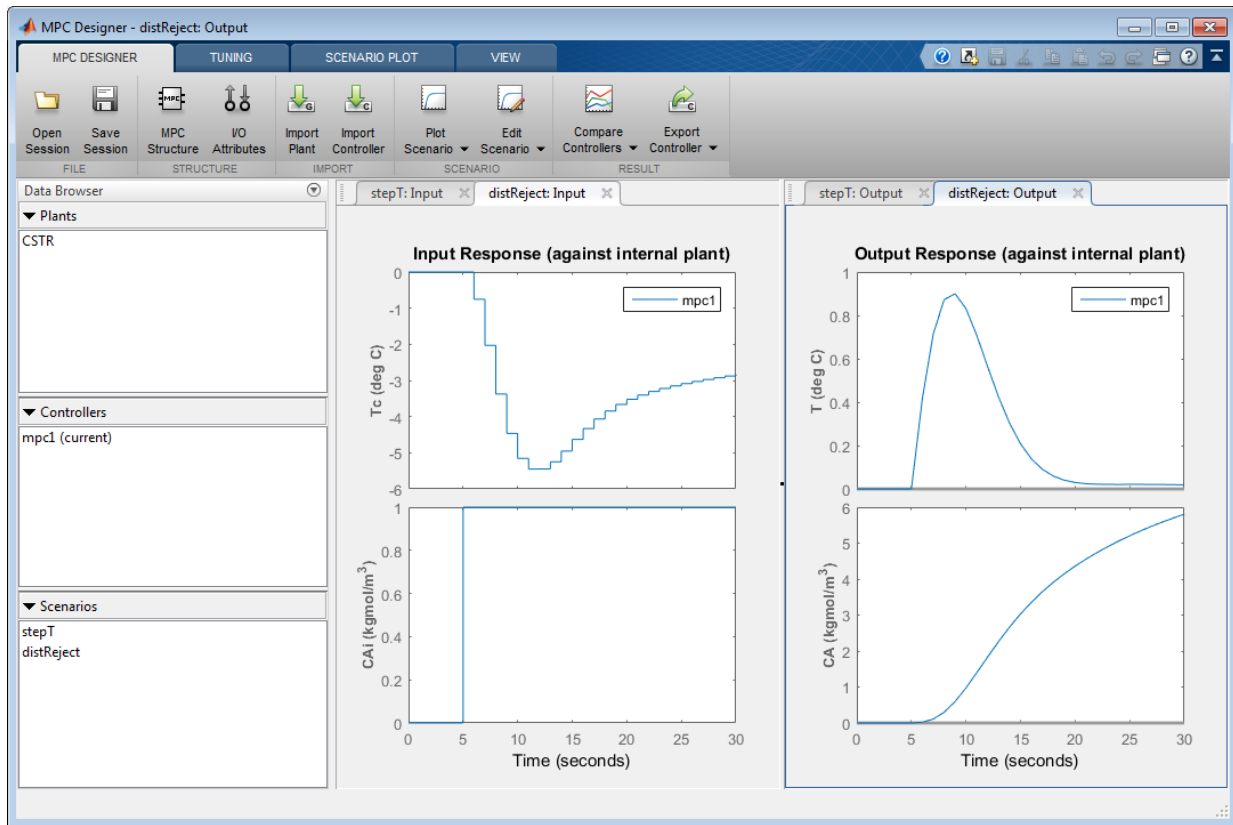 MPC Designer - distReject: Output
MPC DESIGNER TUNING SCENARIO PLOT VIEW
Open Session
Save Session
MPC Structure
I/O Attributes
Import Plant
Import Controller
Plot Scenario
Edit Scenario
Compare Controllers
Export Controller
FILE STRUCTURE IMPORT SCENARIO RESULT
Data Browser
Plants
CSTR
Controllers
mpc1 (current)
Scenarios
stepT
distReject
stepT: Input distReject: Input
Input Response (against internal plant)
mpc1
Tc (deg C)
0
-1
-2
-3
-4
-5
-6
CAi (kgmol/m³)
1
0.8
0.6
0.4
0.2
0
0 5 10 15 20 25 30
Time (seconds)
stepT: Output distReject: Output
Output Response (against internal plant)
mpc1
T (deg C)
1
0.8
0.6
0.4
0.2
0
CA (kgmol/m³)
6
5
4
3
2
1
0
0 5 10 15 20 25 30
Time (seconds)